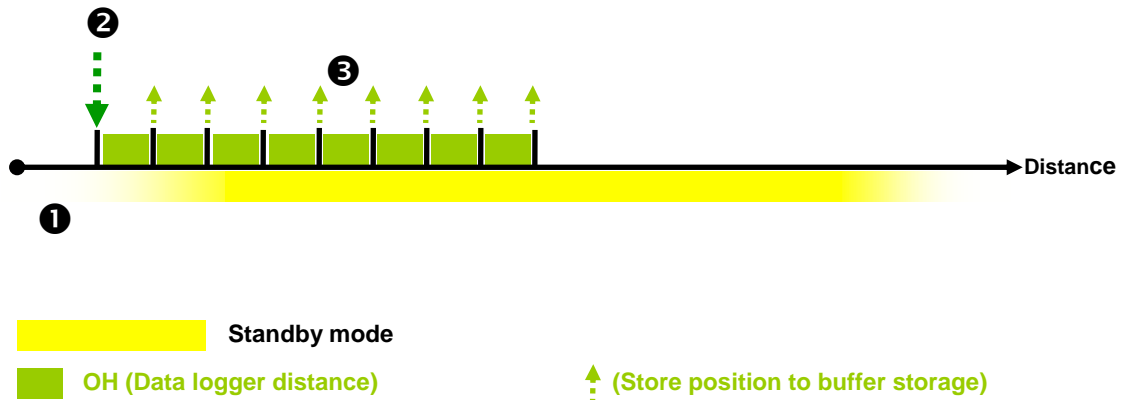 ❷
❸
Distance
❶
Standby mode
OH (Data logger distance)
(Store position to buffer storage)